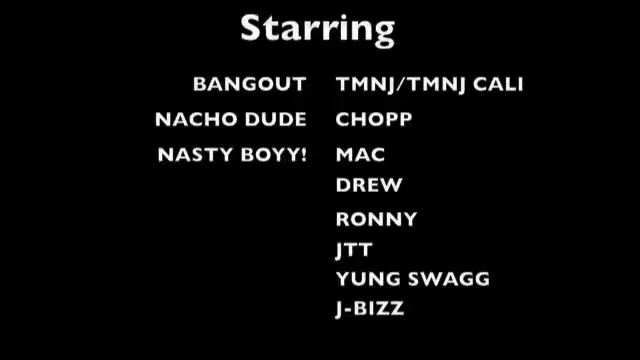 Starring
BANGOUT TMNJ/TMNJ CALI
NACHO DUDE CHOPP
NASTY BOYY! MAC
DREW
RONNY
JTT
YUNG SWAGG
J-BIZZ